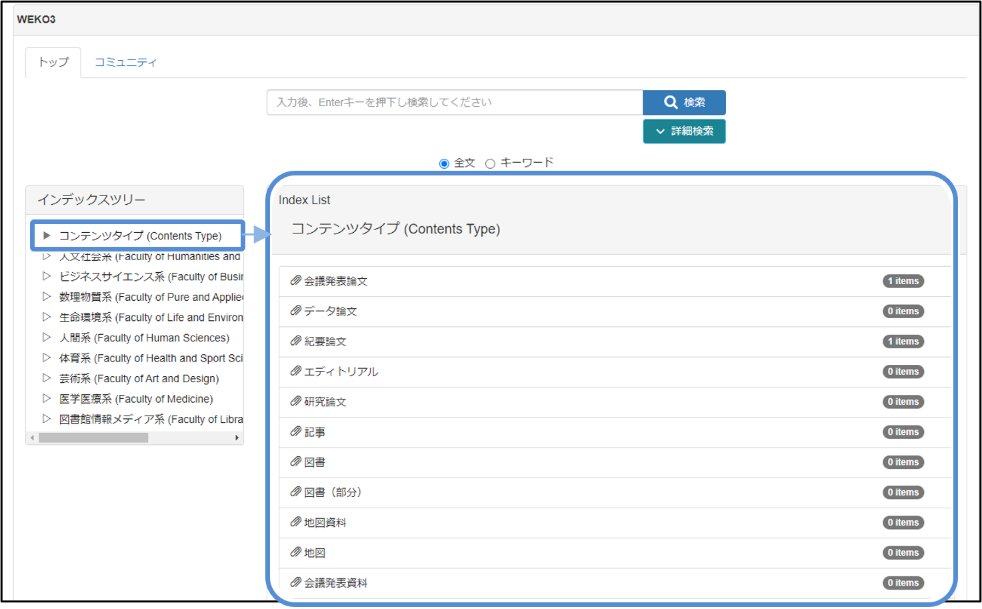 WEKO3
トップ コミュニティ
入力後、Enterキーを押下し検索してください 検索
詳細検索
全文 キーワード
インデックスツリー
コンテンツタイプ (Contents Type)
人文社会系 (Faculty of Humanities and
ビジネスサイエンス系 (Faculty of Busi
数理物質系 (Faculty of Pure and Applie
生命環境系 (Faculty of Life and Environ
人間系 (Faculty of Human Sciences)
体育系 (Faculty of Health and Sport Sci
芸術系 (Faculty of Art and Design)
医学医療系 (Faculty of Medicine)
図書館情報メディア系 (Faculty of Libra
Index List
コンテンツタイプ (Contents Type)
会議発表論文 1 items
データ論文 0 items
紀要論文 1 items
エディトリアル 0 items
研究論文 0 items
記事 0 items
図書 0 items
図書（部分） 0 items
地図資料 0 items
地図 0 items
会議発表資料 0 items